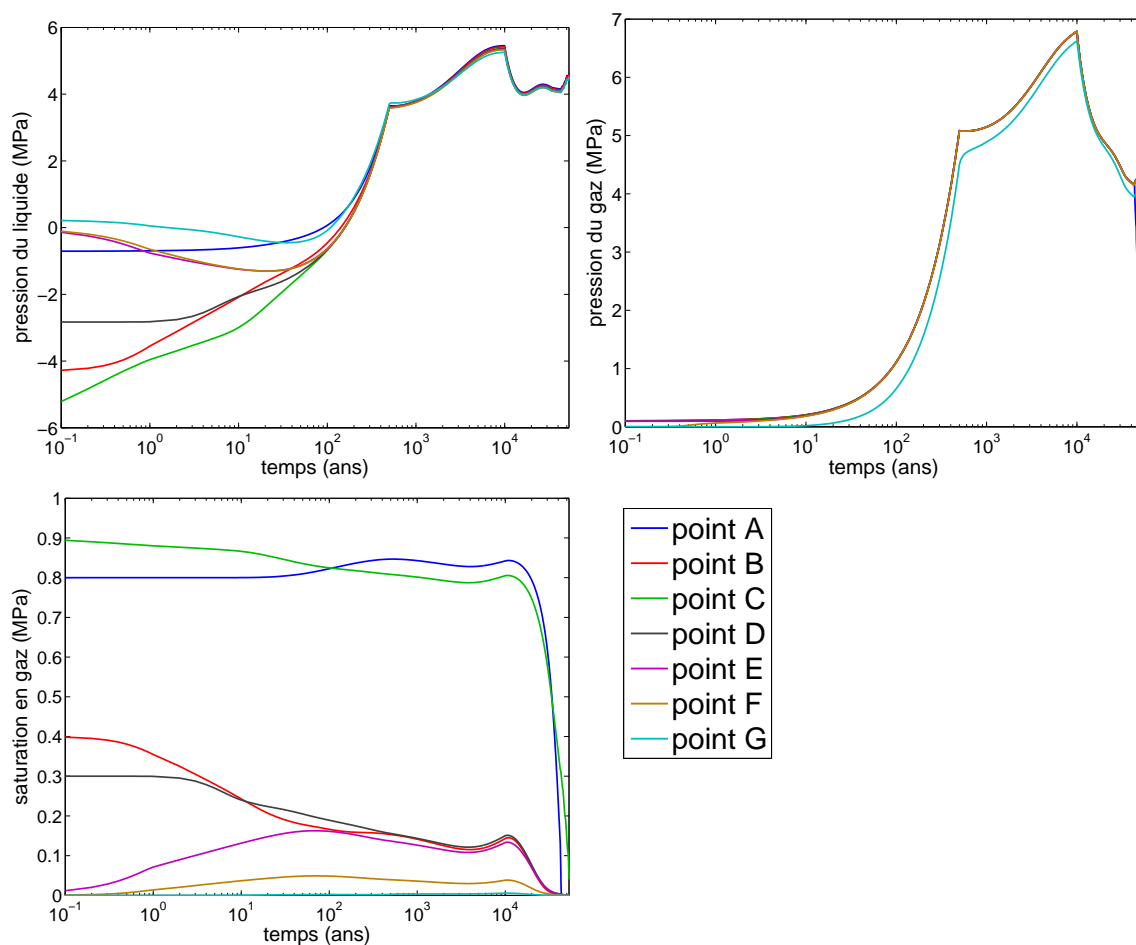 6
4
2
0
−2
−4
−6
10−1 100 101 102 103 104
temps (ans)
pression du liquide (MPa)
7
6
5
4
3
2
1
0
10−1 100 101 102 103 104
temps (ans)
pression du gaz (MPa)
1
0.9
0.8
0.7
0.6
0.5
0.4
0.3
0.2
0.1
0
10−1 100 101 102 103 104
temps (ans)
saturation en gaz (MPa)
point A
point B
point C
point D
point E
point F
point G